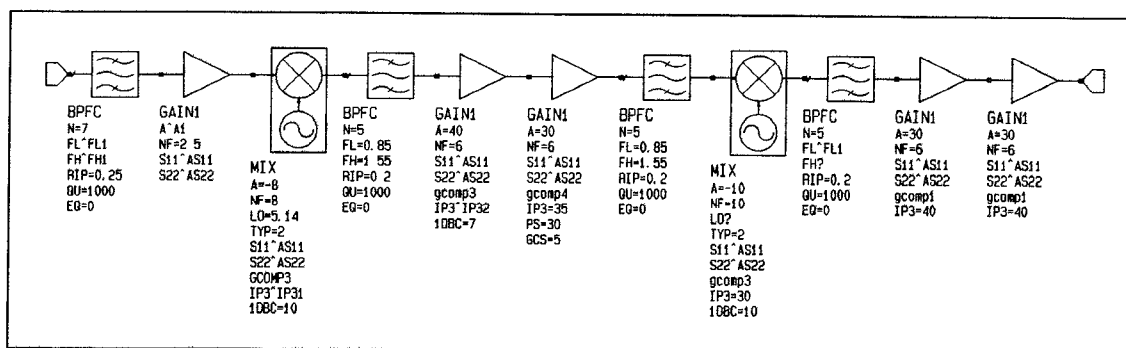 BPFC
N=7
FL^FL1
FH^FH1
RIP=0.25
QU=1000
EQ=0
GAIN1
A^A1
NF=2 5
S11^AS11
S22^AS22
MIX
A=-8
NF=8
LO=5.14
TYP=2
S11^AS11
S22^AS22
GCOMP3
IP3^IP31
1DBC=10
BPFC
N=5
FL=0.85
FH=1 55
RIP=0 2
QU=1000
EQ=0
GAIN1
A=40
NF=6
S11^AS11
S22^AS22
gcomp3
IP3^IP32
1DBC=7
GAIN1
A=30
NF=6
S11^AS11
S22^AS22
gcomp4
IP3=35
PS=30
GCS=5
BPFC
N=5
FL=0.85
FH=1.55
RIP=0.2
QU=1000
EQ=0
MIX
A=-10
NF=10
LO?
TYP=2
S11^AS11
S22^AS22
gcomp3
IP3=30
1DBC=10
BPFC
N=5
FL^FL1
FH?
RIP=0.2
QU=1000
EQ=0
GAIN1
A=30
NF=6
S11^AS11
S22^AS22
gcomp1
IP3=40
GAIN1
A=30
NF=6
S11^AS11
S22^AS22
gcomp1
IP3=40